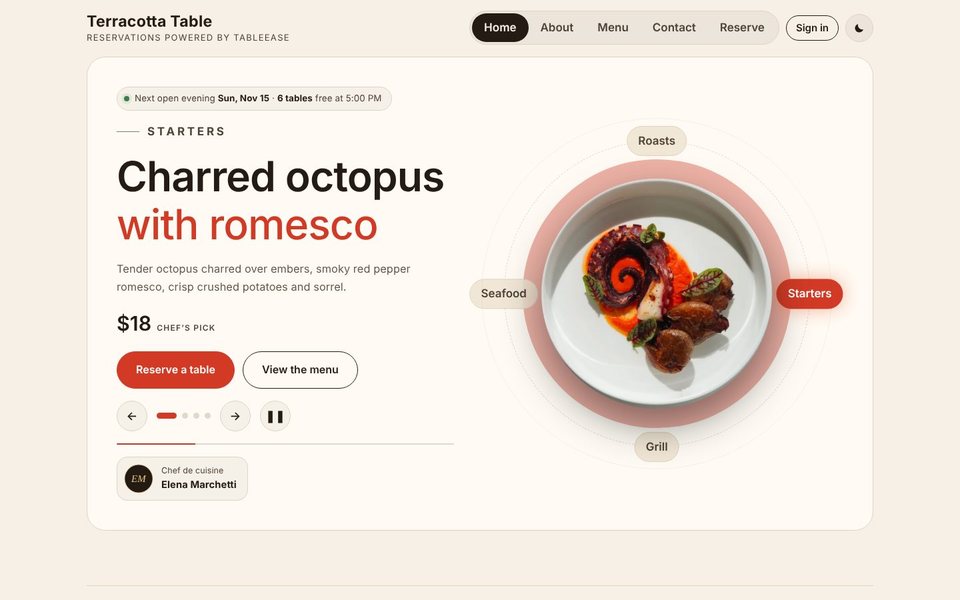 Terracotta Table
RESERVATIONS POWERED BY TABLEEASE
Home About Menu Contact Reserve Sign in
Next open evening Sun, Nov 15 · 6 tables free at 5:00 PM
STARTERS
Charred octopus
with romesco
Tender octopus charred over embers, smoky red pepper
romesco, crisp crushed potatoes and sorrel.
$18 CHEF'S PICK
Reserve a table View the menu
EM
Chef de cuisine
Elena Marchetti
Roasts
Seafood
Starters
Grill